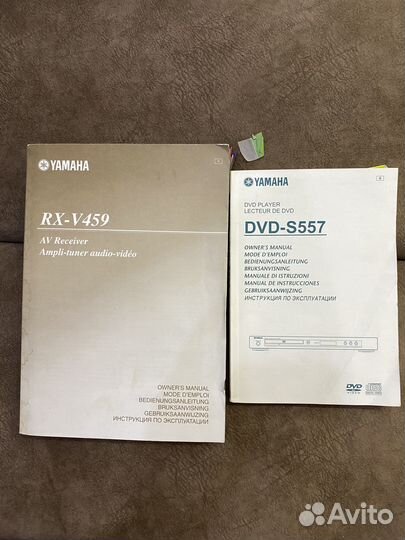 YAMAHA
RX-V459
AV Receiver
Ampli-tuner audio-vidéo
OWNER'S MANUAL
MODE D'EMPLOI
BEDIENUNGSANLEITUNG
BRUKSANVISNING
GEBRUIKSAANWIJZING
ИНСТРУКЦИЯ ПО ЭКСПЛУАТАЦИИ
YAMAHA
DVD PLAYER
LECTEUR DE DVD
DVD-S557
OWNER'S MANUAL
MODE D'EMPLOI
BEDIENUNGSANLEITUNG
BRUKSANVISNING
MANUALE DI ISTRUZIONI
MANUAL DE INSTRUCCIONES
GEBRUIKSAANWIJZING
ИНСТРУКЦИЯ ПО ЭКСПЛУАТАЦИИ
DVD
VIDEO
Avito